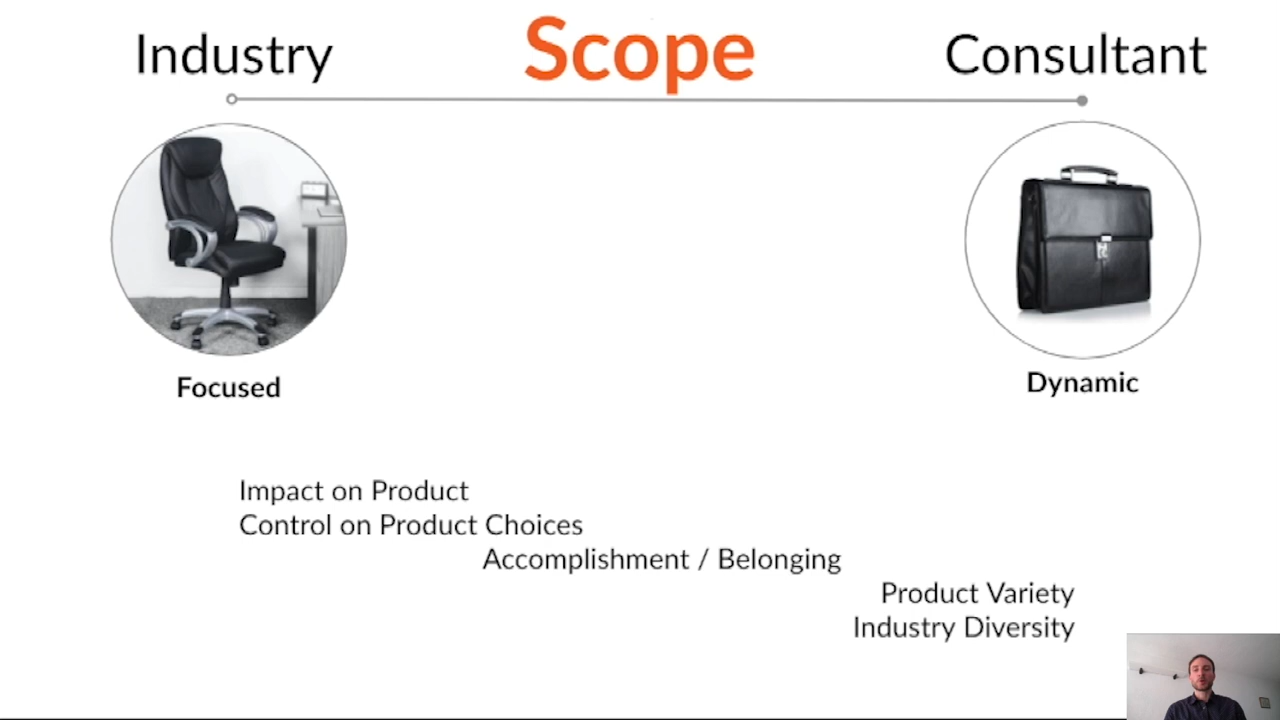 Industry
Scope
Consultant
Focused
Dynamic
Impact on Product
Control on Product Choices
Accomplishment / Belonging
Product Variety
Industry Diversity